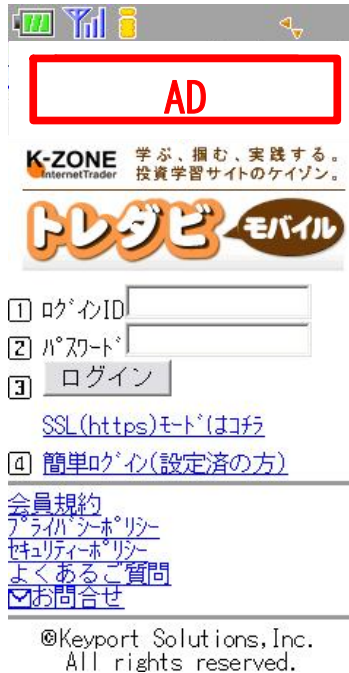 AD
K-ZONE
InternetTrader
学ぶ、掴む、実践する。
投資学習サイトのケイゾン。
トレダビ モバイル
1 ﾛｸﾞｲﾝID
2 ﾊﾟｽﾜｰﾄﾞ
3 ログイン
SSL(https)ﾓｰﾄﾞはｺﾁﾗ
4 簡単ﾛｸﾞｲﾝ(設定済の方)
会員規約
ﾌﾟﾗｲﾊﾞｼｰﾎﾟﾘｼｰ
ｾｷｭﾘﾃｨｰﾎﾟﾘｼｰ
よくあるご質問
お問合せ
©Keyport Solutions,Inc.
All rights reserved.